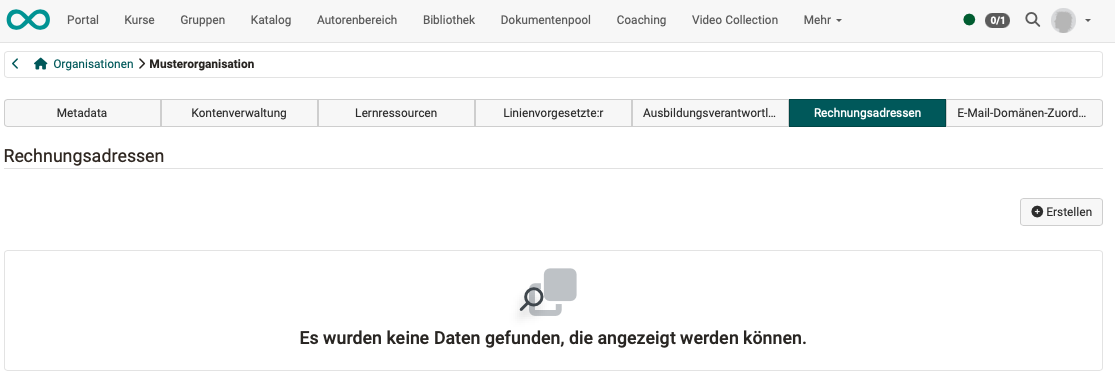 Portal Kurse Gruppen Katalog Autorenbereich Bibliothek Dokumentenpool Coaching Video Collection Mehr 0/1
Organisationen Musterorganisation
Metadata Kontenverwaltung Lernressourcen Linienvorgesetzte:r Ausbildungsverantwortl... Rechnungsadressen E-Mail-Domänen-Zuord...
Rechnungsadressen
Erstellen
Es wurden keine Daten gefunden, die angezeigt werden können.